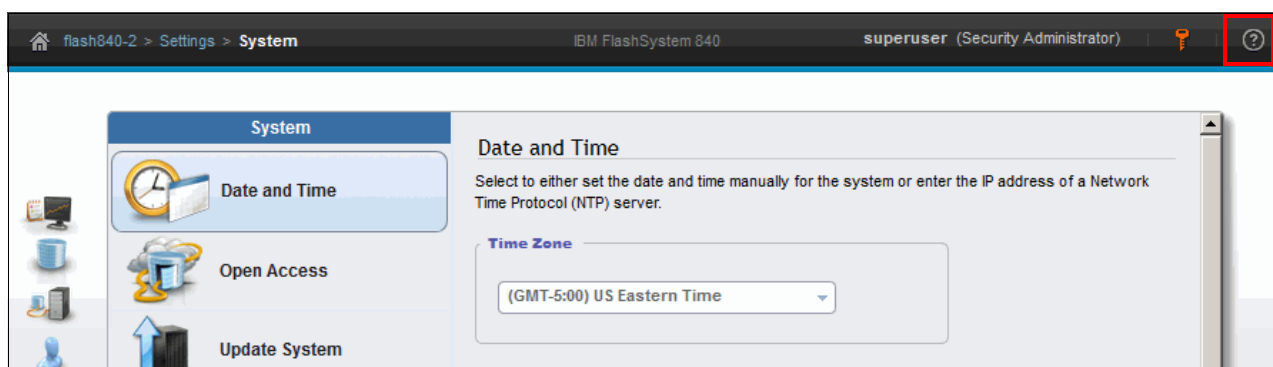 flash840-2 > Settings > System IBM FlashSystem 840 superuser (Security Administrator) ?
System
Date and Time
Open Access
Update System
Date and Time
Select to either set the date and time manually for the system or enter the IP address of a Network
Time Protocol (NTP) server.
Time Zone
(GMT-5:00) US Eastern Time